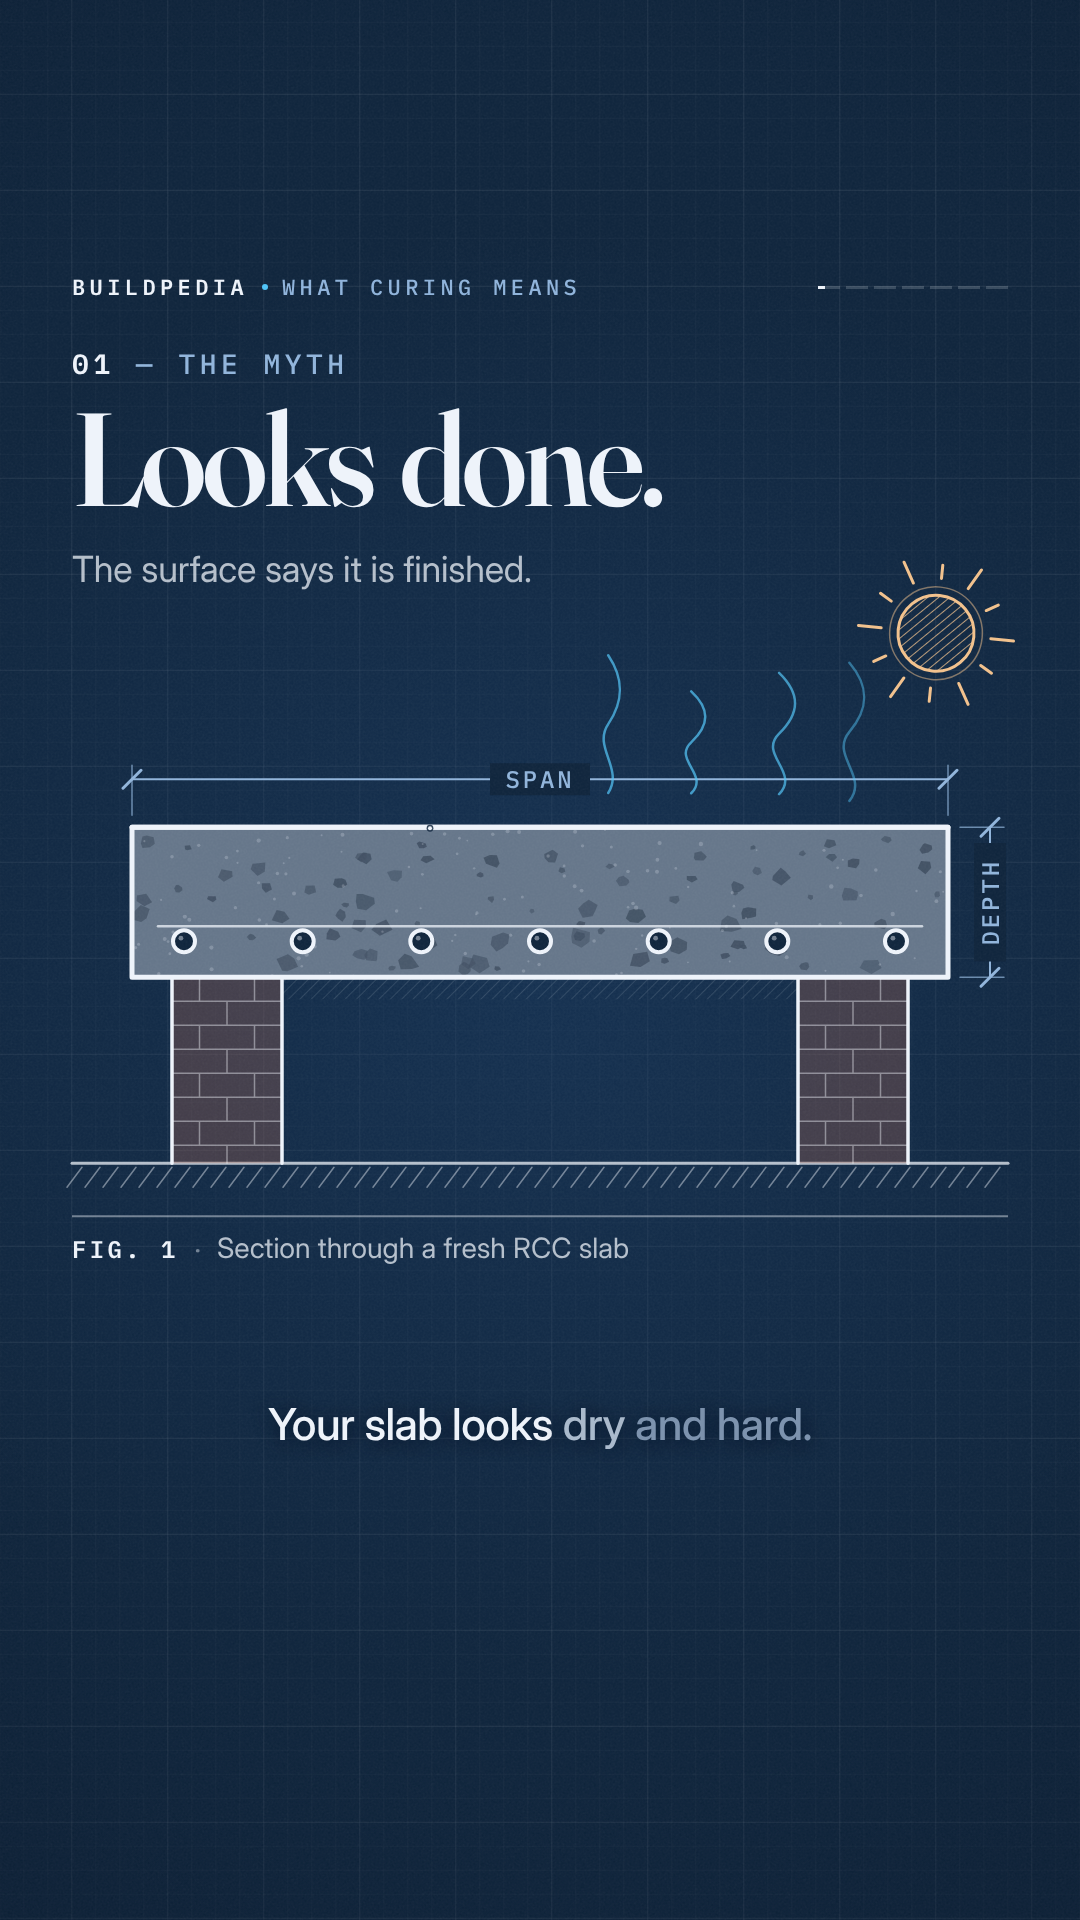 BUILDPEDIA • WHAT CURING MEANS
01 — THE MYTH
Looks done.
The surface says it is finished.
SPAN
DEPTH
FIG. 1 · Section through a fresh RCC slab
Your slab looks dry and hard.